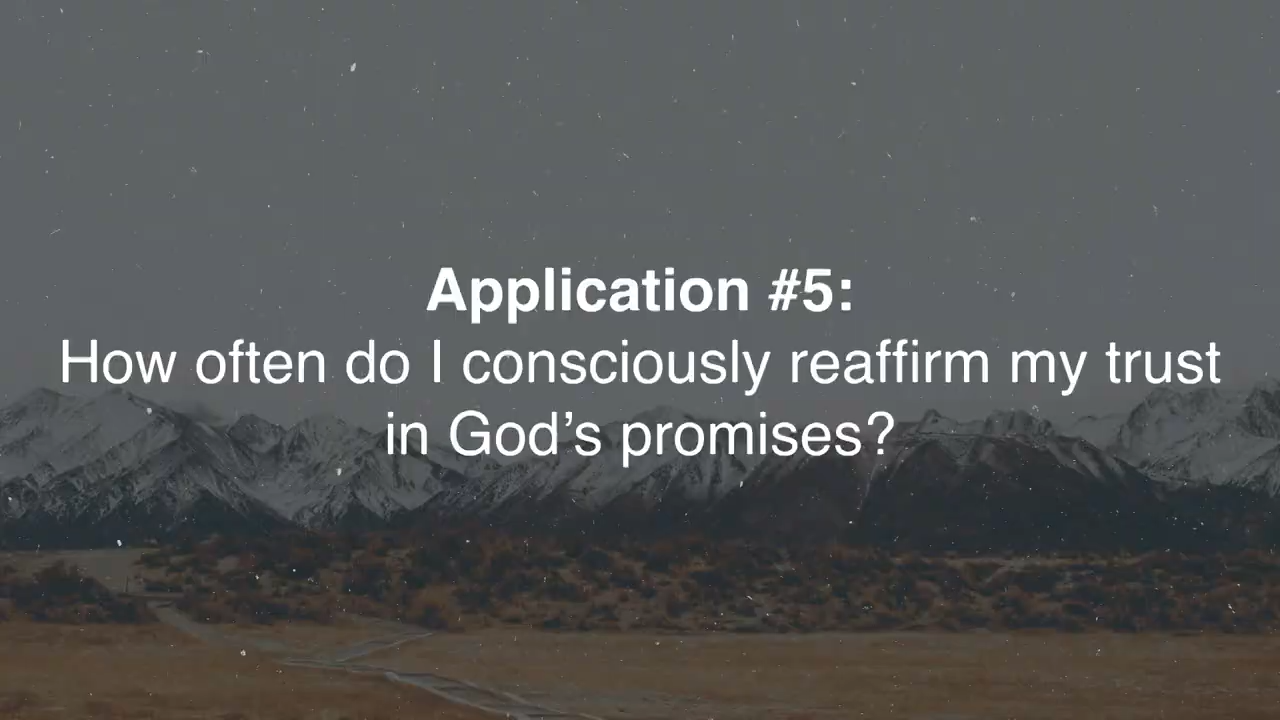 Application #5:
How often do I consciously reaffirm my trust
in God’s promises?